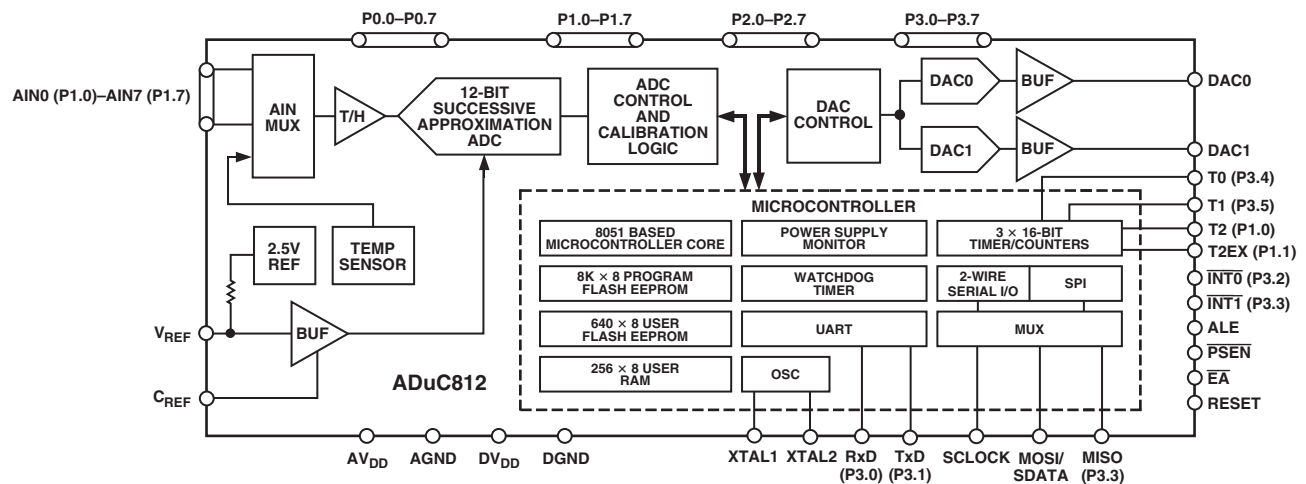 P0.0–P0.7
P1.0–P1.7
P2.0–P2.7
P3.0–P3.7
AIN0 (P1.0)–AIN7 (P1.7)
AIN
MUX
T/H
12-BIT
SUCCESSIVE
APPROXIMATION
ADC
ADC
CONTROL
AND
CALIBRATION
LOGIC
DAC
CONTROL
DAC0
BUF
DAC0
DAC1
BUF
DAC1
T0 (P3.4)
T1 (P3.5)
T2 (P1.0)
T2EX (P1.1)
INT0 (P3.2)
INT1 (P3.3)
ALE
PSEN
EA
RESET
2.5V
REF
TEMP
SENSOR
VREF
BUF
CREF
ADuC812
MICROCONTROLLER
8051 BASED
MICROCONTROLLER CORE
POWER SUPPLY
MONITOR
3 × 16-BIT
TIMER/COUNTERS
8K × 8 PROGRAM
FLASH EEPROM
WATCHDOG
TIMER
2-WIRE
SERIAL I/O
SPI
640 × 8 USER
FLASH EEPROM
UART
MUX
256 × 8 USER
RAM
OSC
AVDD
AGND
DVDD
DGND
XTAL1
XTAL2
RxD
(P3.0)
TxD
(P3.1)
SCLOCK
MOSI/
SDATA
MISO
(P3.3)